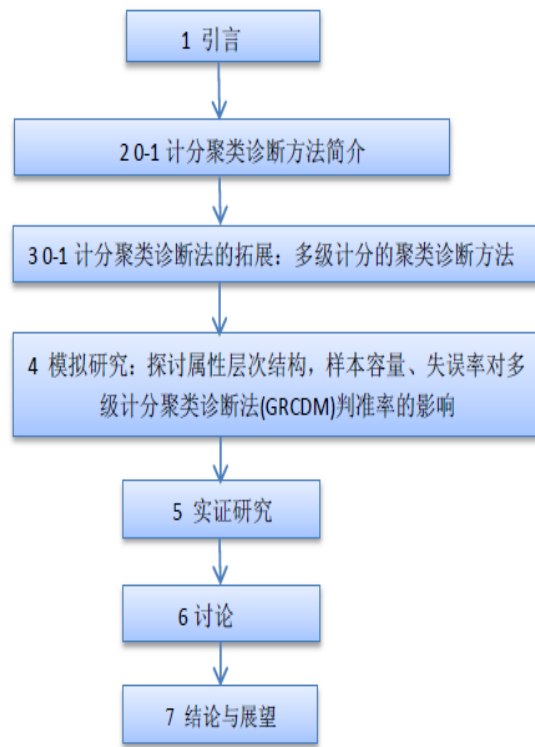 1 引言
2 0-1 计分聚类诊断方法简介
3 0-1 计分聚类诊断法的拓展：多级计分的聚类诊断方法
4 模拟研究：探讨属性层次结构，样本容量、失误率对多
级计分聚类诊断法(GRCDM)判准率的影响
5 实证研究
6 讨论
7 结论与展望